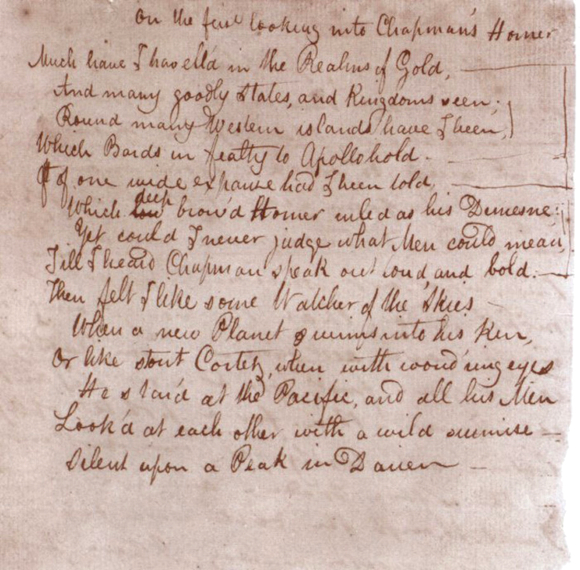 On the first looking into Chapman's Homer
Much have I travell'd in the Realms of Gold,
And many goodly States, and Kingdoms seen;
Round many Western islands have I been,
Which Bards in fealty to Apollo hold.
Of one wide expanse had I been told,
Which low deep brow'd Homer ruled as his Demesne:
Yet could I never judge what Men could mean,
Till I heard Chapman speak out loud and bold.
Then felt I like some Watcher of the Skies
When a new Planet swims into his Ken,
Or like stout Cortez, when with wond'ring eyes
He star'd at the Pacific, and all his Men
Look'd at each other with a wild surmise —
Silent upon a Peak in Darien —